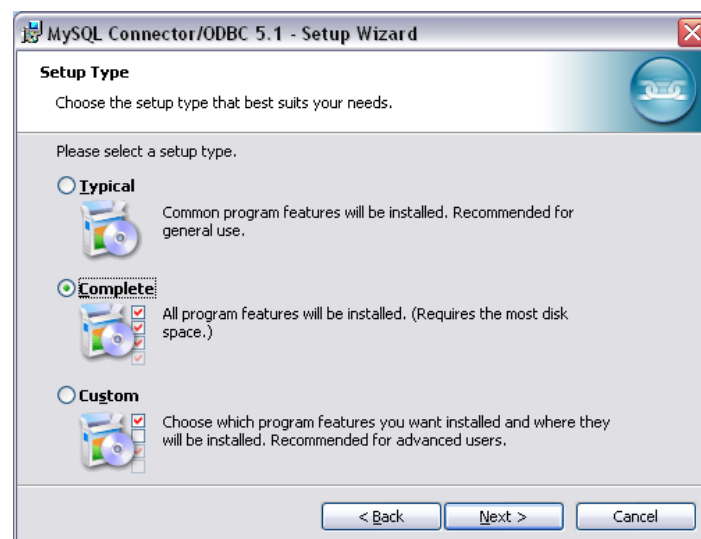 MySQL Connector/ODBC 5.1 - Setup Wizard
Setup Type
Choose the setup type that best suits your needs.
Please select a setup type.
Typical
Common program features will be installed. Recommended for
general use.
Complete
All program features will be installed. (Requires the most disk
space.)
Custom
Choose which program features you want installed and where they
will be installed. Recommended for advanced users.
< Back
Next >
Cancel